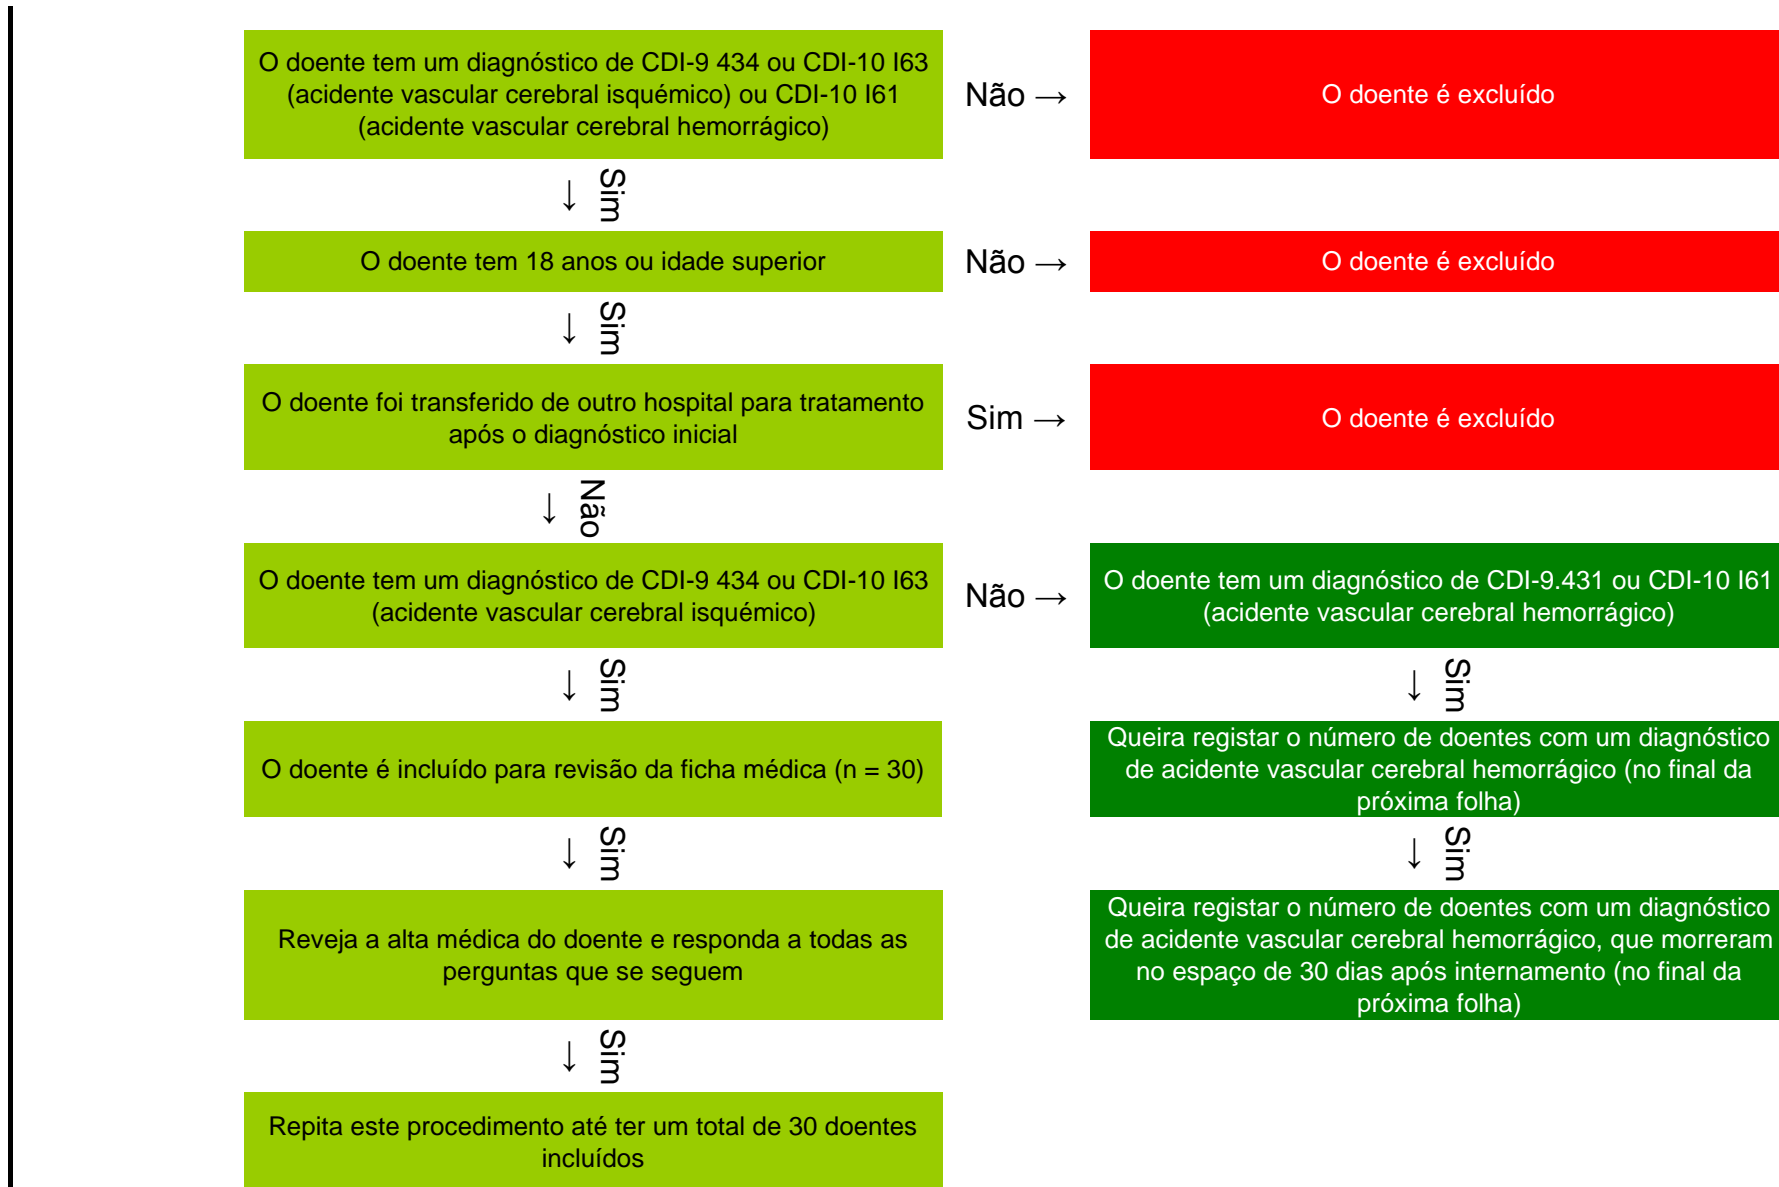 O doente tem um diagnóstico de CDI-9 434 ou CDI-10 I63
(acidente vascular cerebral isquémico) ou CDI-10 I61
(acidente vascular cerebral hemorrágico)
Não →
O doente é excluído
↓ Sim
O doente tem 18 anos ou idade superior
Não →
O doente é excluído
↓ Sim
O doente foi transferido de outro hospital para tratamento
após o diagnóstico inicial
Sim →
O doente é excluído
↓ Não
O doente tem um diagnóstico de CDI-9 434 ou CDI-10 I63
(acidente vascular cerebral isquémico)
Não →
O doente tem um diagnóstico de CDI-9.431 ou CDI-10 I61
(acidente vascular cerebral hemorrágico)
↓ Sim
↓ Sim
O doente é incluído para revisão da ficha médica (n = 30)
Queira registar o número de doentes com um diagnóstico
de acidente vascular cerebral hemorrágico (no final da
próxima folha)
↓ Sim
↓ Sim
Reveja a alta médica do doente e responda a todas as
perguntas que se seguem
Queira registar o número de doentes com um diagnóstico
de acidente vascular cerebral hemorrágico, que morreram
no espaço de 30 dias após internamento (no final da
próxima folha)
↓ Sim
Repita este procedimento até ter um total de 30 doentes
incluídos